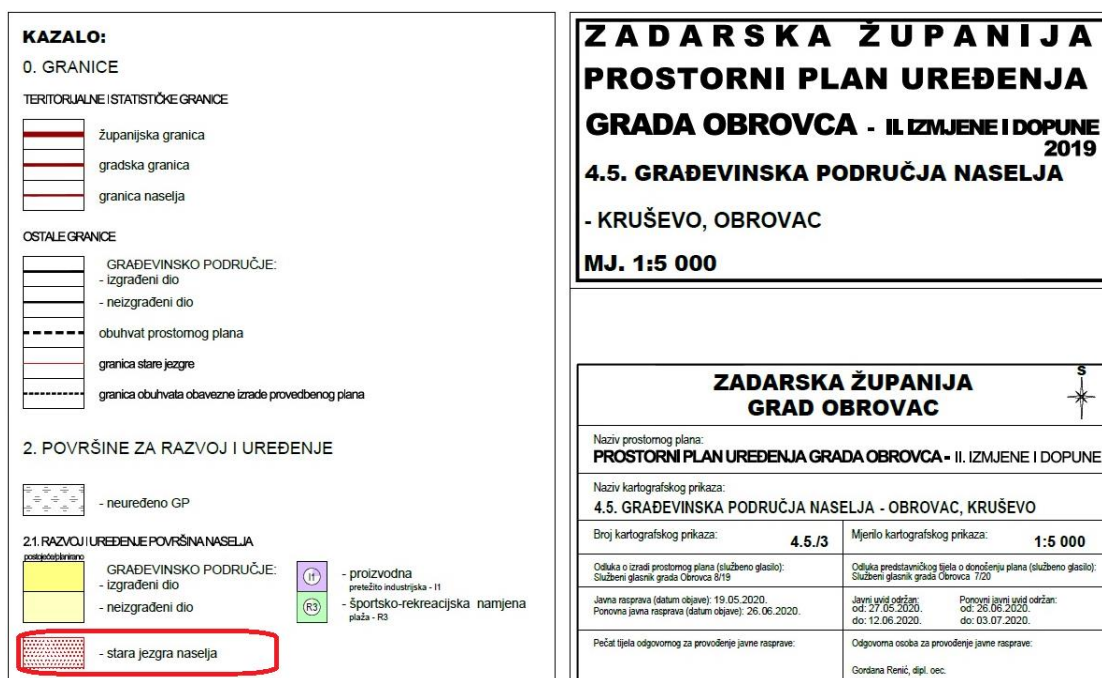 KAZALO:
0. GRANICE
TERITORIJALNE I STATISTIČKE GRANICE
županijska granica
gradska granica
granica naselja
OSTALE GRANICE
GRAĐEVINSKO PODRUČJE:
- izgrađeni dio
- neizgrađeni dio
obuhvat prostornog plana
granica stare jezgre
granica obuhvata obavezne izrade provedbenog plana
2. POVRŠINE ZA RAZVOJ I UREĐENJE
- neuređeno GP
2.1. RAZVOJ I UREĐENJE POVRŠINA NASELJA
postojeće/planirano
GRAĐEVINSKO PODRUČJE:
- izgrađeni dio
- neizgrađeni dio
I1 - proizvodna
pretežito industrijska - I1
R3 - športsko-rekreacijska namjena
plaža - R3
- stara jezgra naselja
ZADARSKA ŽUPANIJA
PROSTORNI PLAN UREĐENJA
GRADA OBROVCA - II. IZMJENE I DOPUNE
2019
4.5. GRAĐEVINSKA PODRUČJA NASELJA
- KRUŠEVO, OBROVAC
MJ. 1:5 000
S
ZADARSKA ŽUPANIJA
GRAD OBROVAC
Naziv prostornog plana:
PROSTORNI PLAN UREĐENJA GRADA OBROVCA - II. IZMJENE I DOPUNE
Naziv kartografskog prikaza:
4.5. GRAĐEVINSKA PODRUČJA NASELJA - OBROVAC, KRUŠEVO
Broj kartografskog prikaza: 4.5./3
Mjerilo kartografskog prikaza: 1:5 000
Odluka o izradi prostornog plana (službeno glasilo):
Službeni glasnik grada Obrovca 8/19
Odluka predstavničkog tijela o donošenju plana (službeno glasilo):
Službeni glasnik grada Obrovca 7/20
Javna rasprava (datum objave): 19.05.2020.
Ponovna javna rasprava (datum objave): 26.06.2020.
Javni uvid održan:
od: 27.05.2020.
do: 12.06.2020.
Ponovni javni uvid održan:
od: 26.06.2020.
do: 03.07.2020.
Pečat tijela odgovornog za provođenje javne rasprave:
Odgovorna osoba za provođenje javne rasprave:
Gordana Renić, dipl. oec.